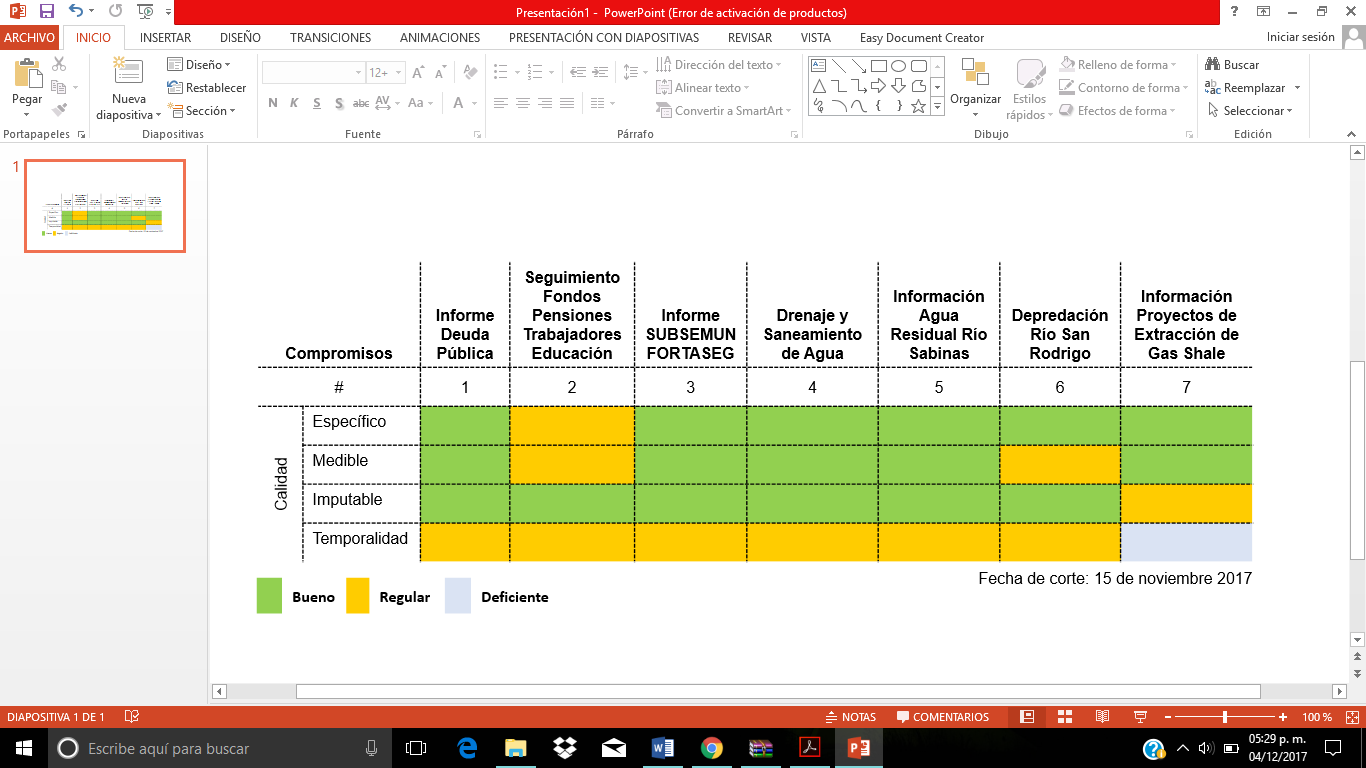 Presentación1 - PowerPoint (Error de activación de productos)
ARCHIVO INICIO INSERTAR DISEÑO TRANSICIONES ANIMACIONES PRESENTACIÓN CON DIAPOSITIVAS REVISAR VISTA Easy Document Creator Iniciar sesión
Pegar
Portapapeles
Nueva
diapositiva
Diseño
Restablecer
Sección
Diapositivas
12+
N K S S abc AV Aa A
Fuente
Dirección del texto
Alinear texto
Convertir a SmartArt
Párrafo
Organizar
Estilos
rápidos
Relleno de forma
Contorno de forma
Efectos de forma
Dibujo
Buscar
Reemplazar
Seleccionar
Edición
1
Compromisos
Informe
Deuda
Pública
Seguimiento
Fondos
Pensiones
Trabajadores
Educación
Informe
SUBSEMUN
FORTASEG
Drenaje y
Saneamiento
de Agua
Información
Agua
Residual Río
Sabinas
Depredación
Río San
Rodrigo
Información
Proyectos de
Extracción de
Gas Shale
# 1 2 3 4 5 6 7
Calidad
Específico
Medible
Imputable
Temporalidad
Fecha de corte: 15 de noviembre 2017
Bueno Regular Deficiente
DIAPOSITIVA 1 DE 1 NOTAS COMENTARIOS 100 %
Escribe aquí para buscar
05:29 p. m.
04/12/2017